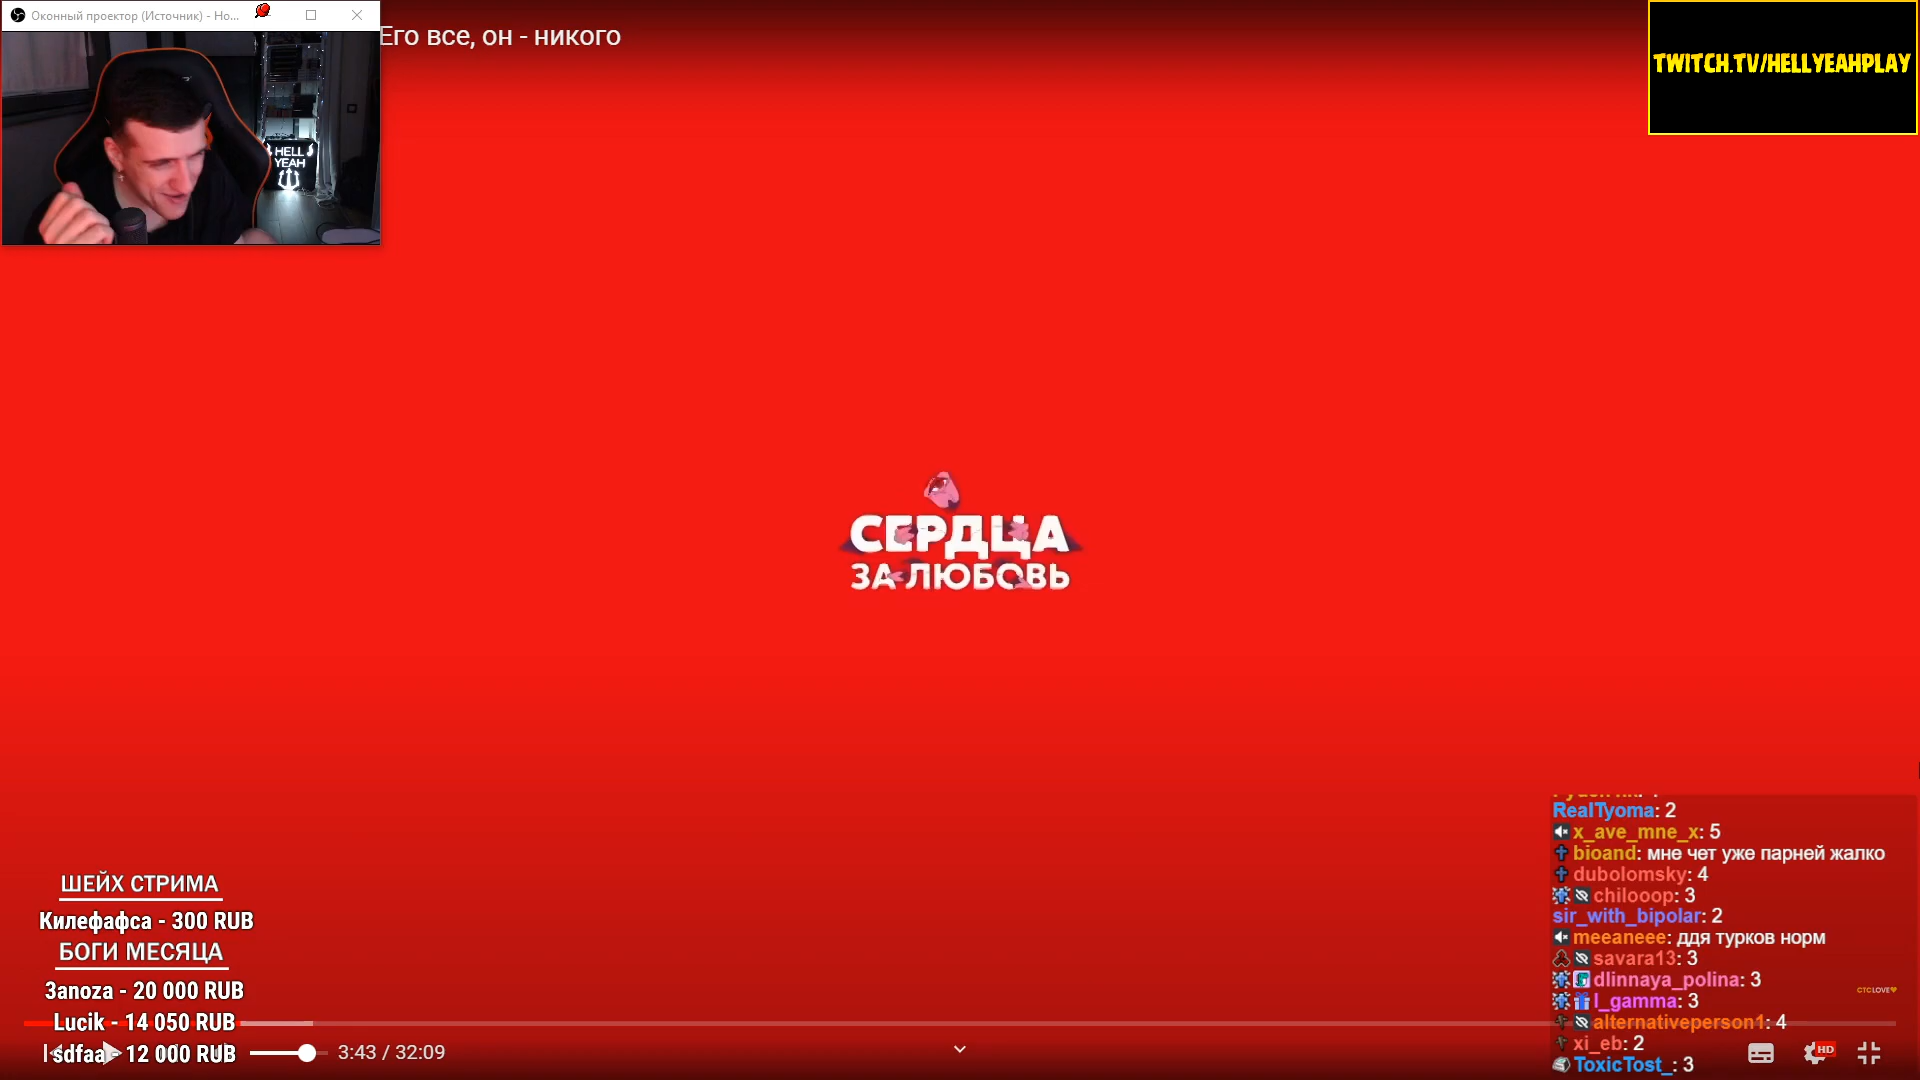 Оконный проектор (Источник) - Но...
Его все, он - никого
TWITCH.TV/HELLYEAHPLAY
HELL
YEAH
СЕРДЦА
ЗА ЛЮБОВЬ
RealTyoma: 2
x_ave_mne_x: 5
bioand: мне чет уже парней жалко
dubolomsky: 4
chilooop: 3
sir_with_bipolar: 2
meeaneee: ддя турков норм
savara13: 3
dlinnaya_polina: 3
l_gamma: 3
alternativeperson1: 4
xi_eb: 2
ToxicTost_: 3
CTCLOVE
HD
ШЕЙХ СТРИМА
Килефафса - 300 RUB
БОГИ МЕСЯЦА
3anoza - 20 000 RUB
Lucik - 14 050 RUB
sdfaa - 12 000 RUB
3:43 / 32:09